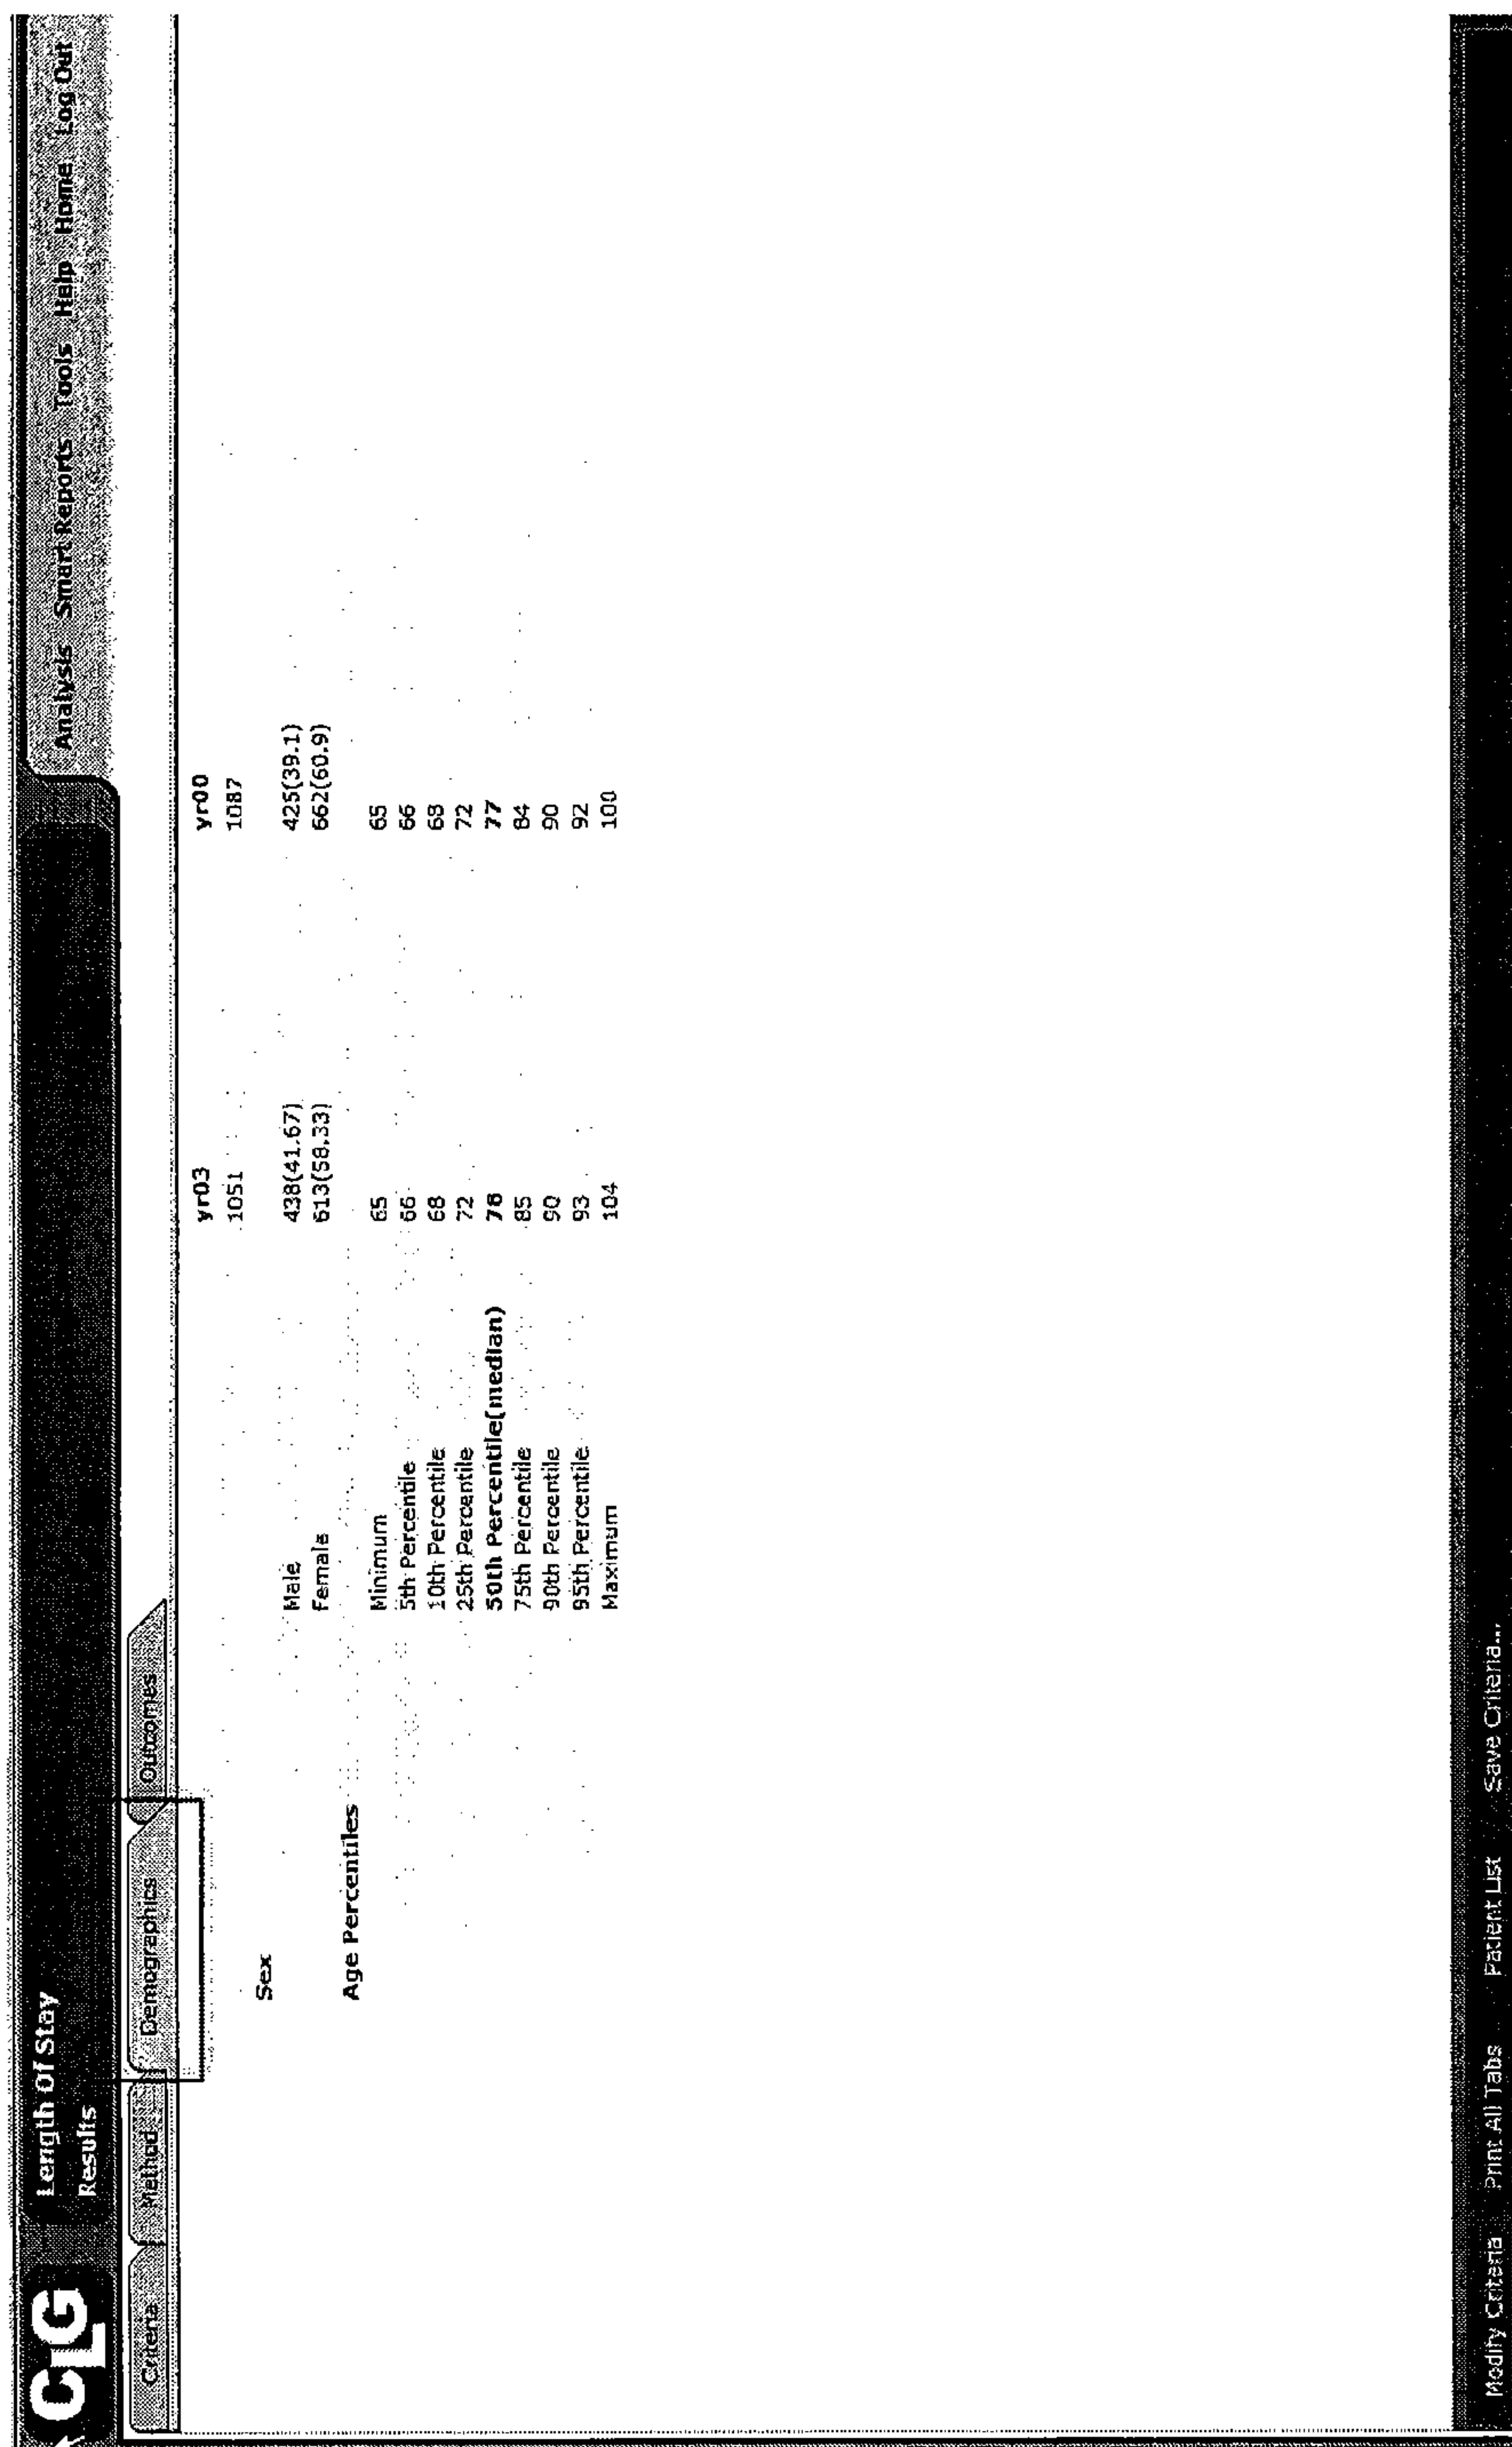 CLG
Length Of Stay
Results
Analysis Smart Reports Tools Help Home Log Out
Criteria Method Demographics Outcomes
yr03 yr00
1051 1087
Sex
Male 438(41.67) 425(39.1)
Female 613(58.33) 662(60.9)
Age Percentiles
Minimum 65 65
5th Percentile 66 66
10th Percentile 68 68
25th Percentile 72 72
50th Percentile(median) 78 77
75th Percentile 85 84
90th Percentile 90 90
95th Percentile 93 92
Maximum 104 100
Modify Criteria Print All Tabs Patient List Save Criteria...